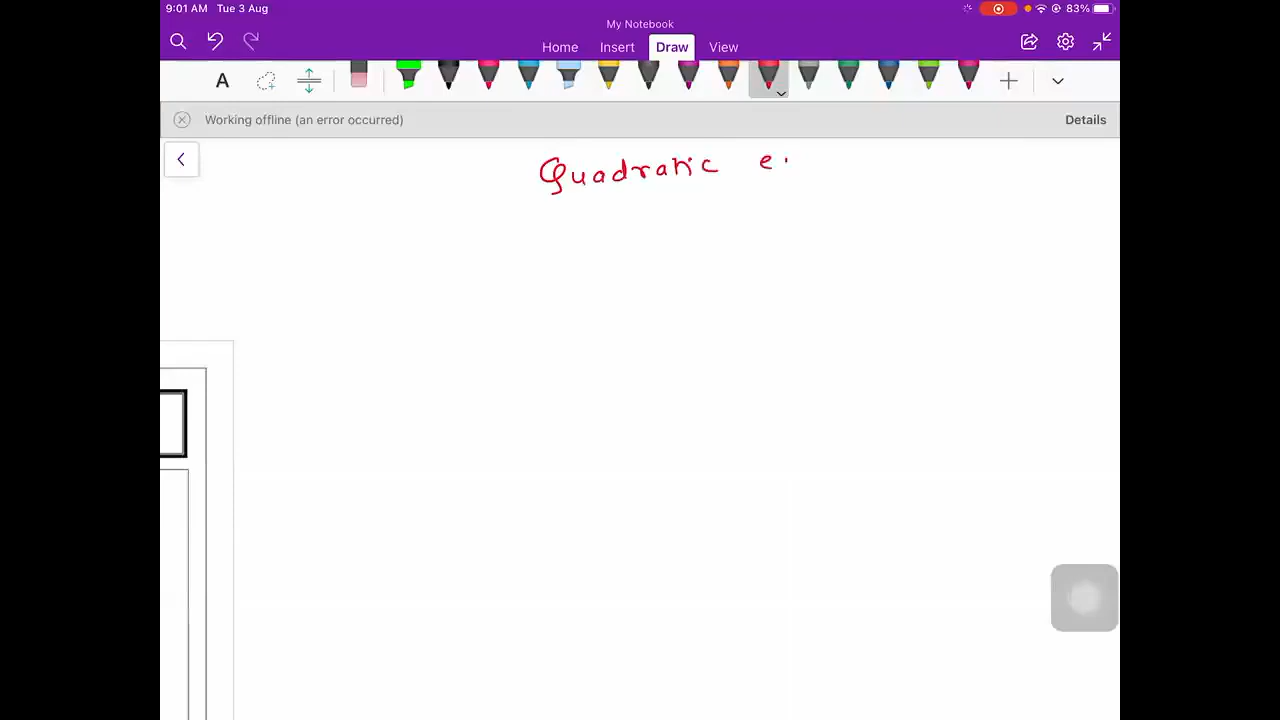 9:01 AM Tue 3 Aug
83%
My Notebook
Home Insert Draw View
A
Working offline (an error occurred)
Details
Quadratic e